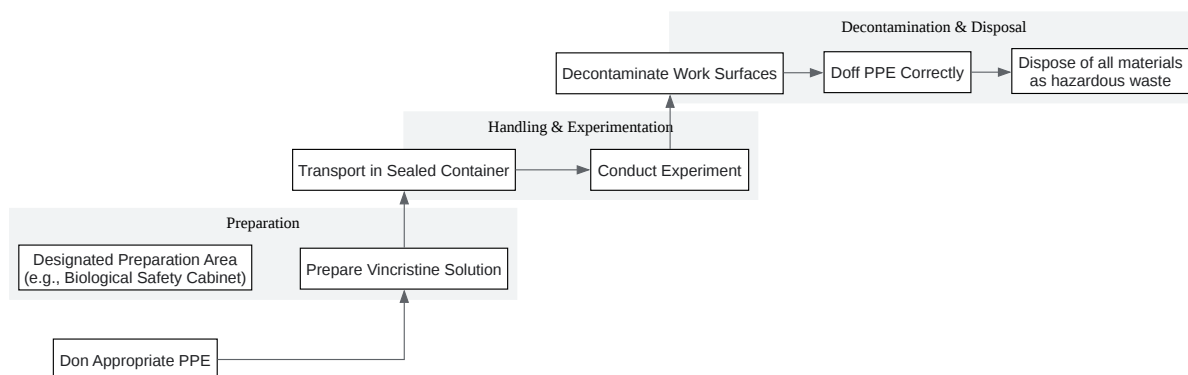 Decontamination & Disposal
Decontaminate Work Surfaces
Doff PPE Correctly
Dispose of all materials
as hazardous waste
Handling & Experimentation
Transport in Sealed Container
Conduct Experiment
Preparation
Designated Preparation Area
(e.g., Biological Safety Cabinet)
Prepare Vincristine Solution
Don Appropriate PPE